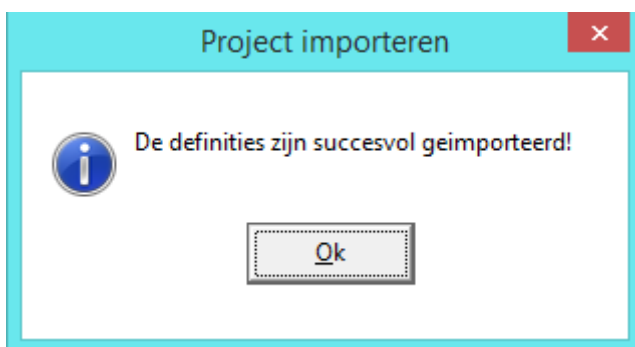 Project importeren
De definities zijn succesvol geimporteerd!
Ok